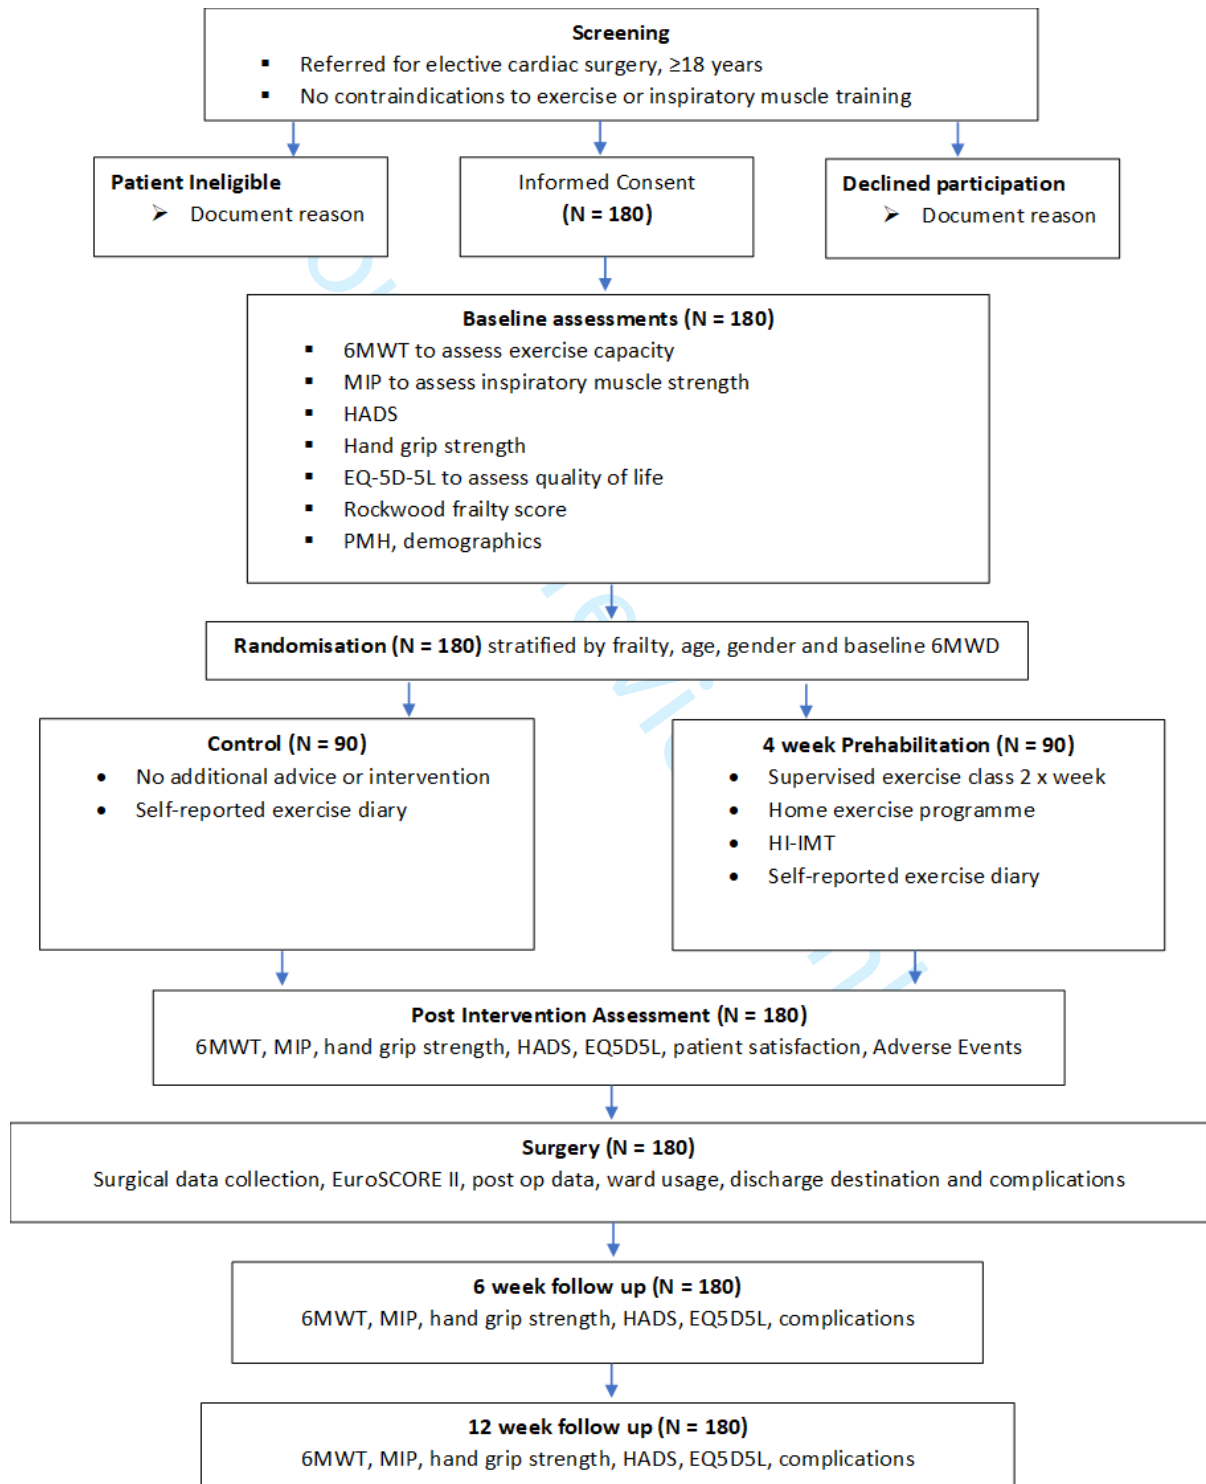 Screening
▪ Referred for elective cardiac surgery, ≥18 years
▪ No contraindications to exercise or inspiratory muscle training
Patient Ineligible
➢ Document reason
Informed Consent
(N = 180)
Declined participation
➢ Document reason
Baseline assessments (N = 180)
▪ 6MWT to assess exercise capacity
▪ MIP to assess inspiratory muscle strength
▪ HADS
▪ Hand grip strength
▪ EQ-5D-5L to assess quality of life
▪ Rockwood frailty score
▪ PMH, demographics
Randomisation (N = 180) stratified by frailty, age, gender and baseline 6MWD
Control (N = 90)
• No additional advice or intervention
• Self-reported exercise diary
4 week Prehabilitation (N = 90)
• Supervised exercise class 2 x week
• Home exercise programme
• HI-IMT
• Self-reported exercise diary
Post Intervention Assessment (N = 180)
6MWT, MIP, hand grip strength, HADS, EQ5D5L, patient satisfaction, Adverse Events
Surgery (N = 180)
Surgical data collection, EuroSCORE II, post op data, ward usage, discharge destination and complications
6 week follow up (N = 180)
6MWT, MIP, hand grip strength, HADS, EQ5D5L, complications
12 week follow up (N = 180)
6MWT, MIP, hand grip strength, HADS, EQ5D5L, complications